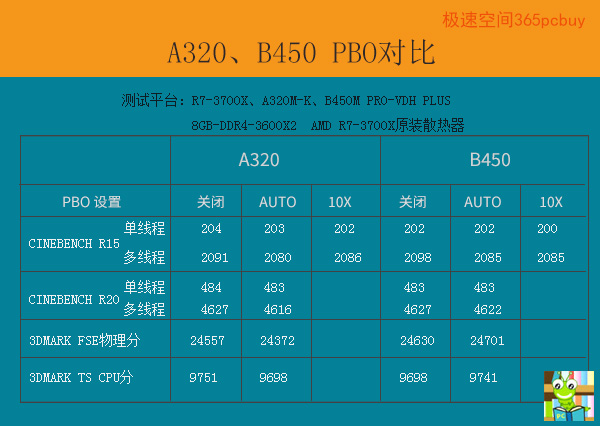 极速空间365pcbuy
A320、B450 PBO对比
测试平台：R7-3700X、A320M-K、B450M PRO-VDH PLUS
8GB-DDR4-3600X2 AMD R7-3700X原装散热器
A320 B450
PBO 设置 关闭 AUTO 10X 关闭 AUTO 10X
CINEBENCH R15
单线程 204 203 202 202 202 200
多线程 2091 2080 2086 2098 2085 2085
CINEBENCH R20
单线程 484 483 483 483
多线程 4627 4616 4627 4622
3DMARK FSE物理分 24557 24372 24630 24701
3DMARK TS CPU分 9751 9698 9698 9741
PC